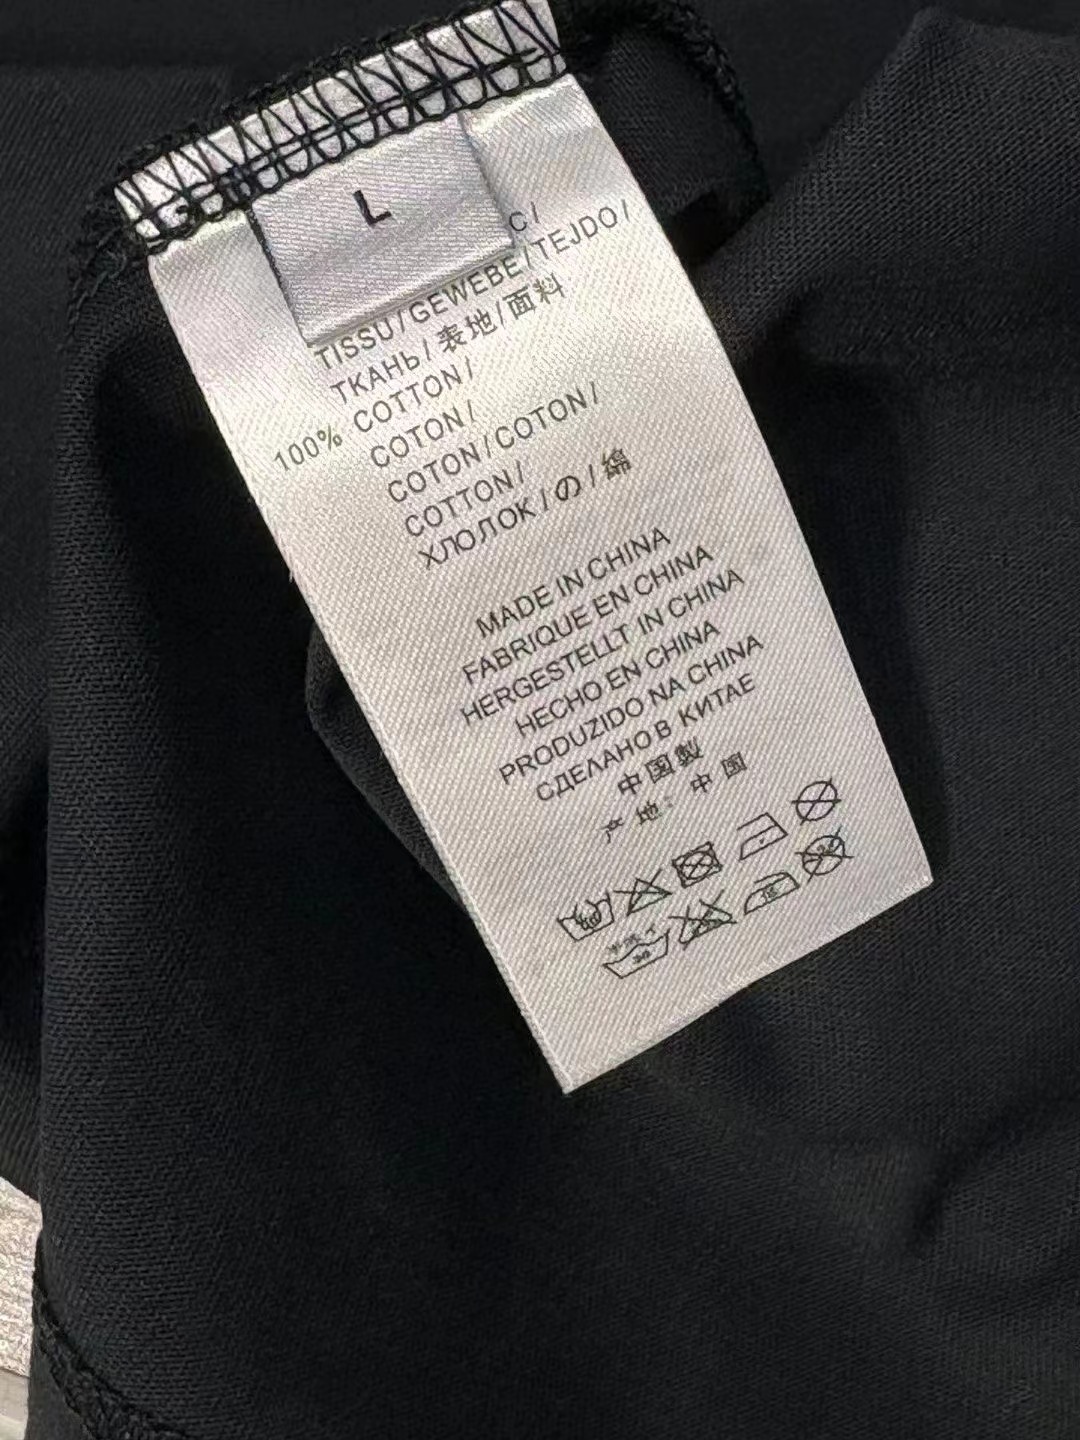 L
C/
TISSU/GEWEBE/TEJDO/
ТКАНЬ/表地/面料
100% COTTON/
COTON/
COTON/COTON/
COTTON/
ХЛОЛОК/の/綿
MADE IN CHINA
FABRIQUE EN CHINA
HERGESTELLT IN CHINA
HECHO EN CHINA
PRODUZIDO NA CHINA
СДЕЛАНО В КИТАЕ
中国製
产地：中国